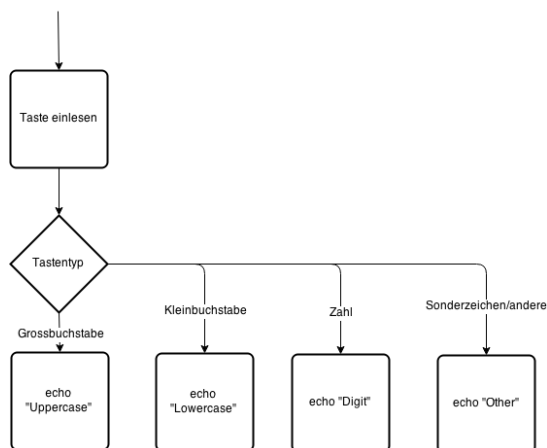 Taste einlesen
Tastentyp
Grossbuchstabe
Kleinbuchstabe
Zahl
Sonderzeichen/andere
echo
"Uppercase"
echo
"Lowercase"
echo "Digit"
echo "Other"